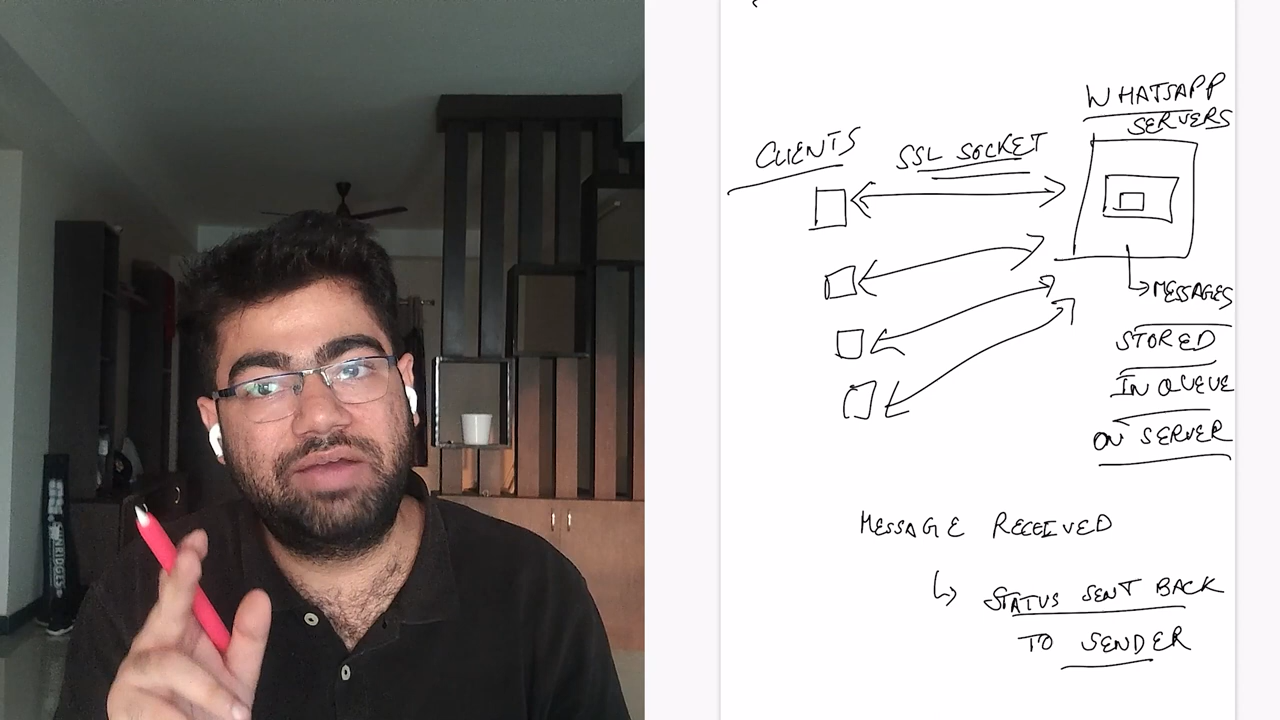 WHATSAPP
SERVERS
CLIENTS
SSL SOCKET
MESSAGES
STORED
IN QUEUE
ON SERVER
MESSAGE RECEIVED
STATUS SENT BACK
TO SENDER